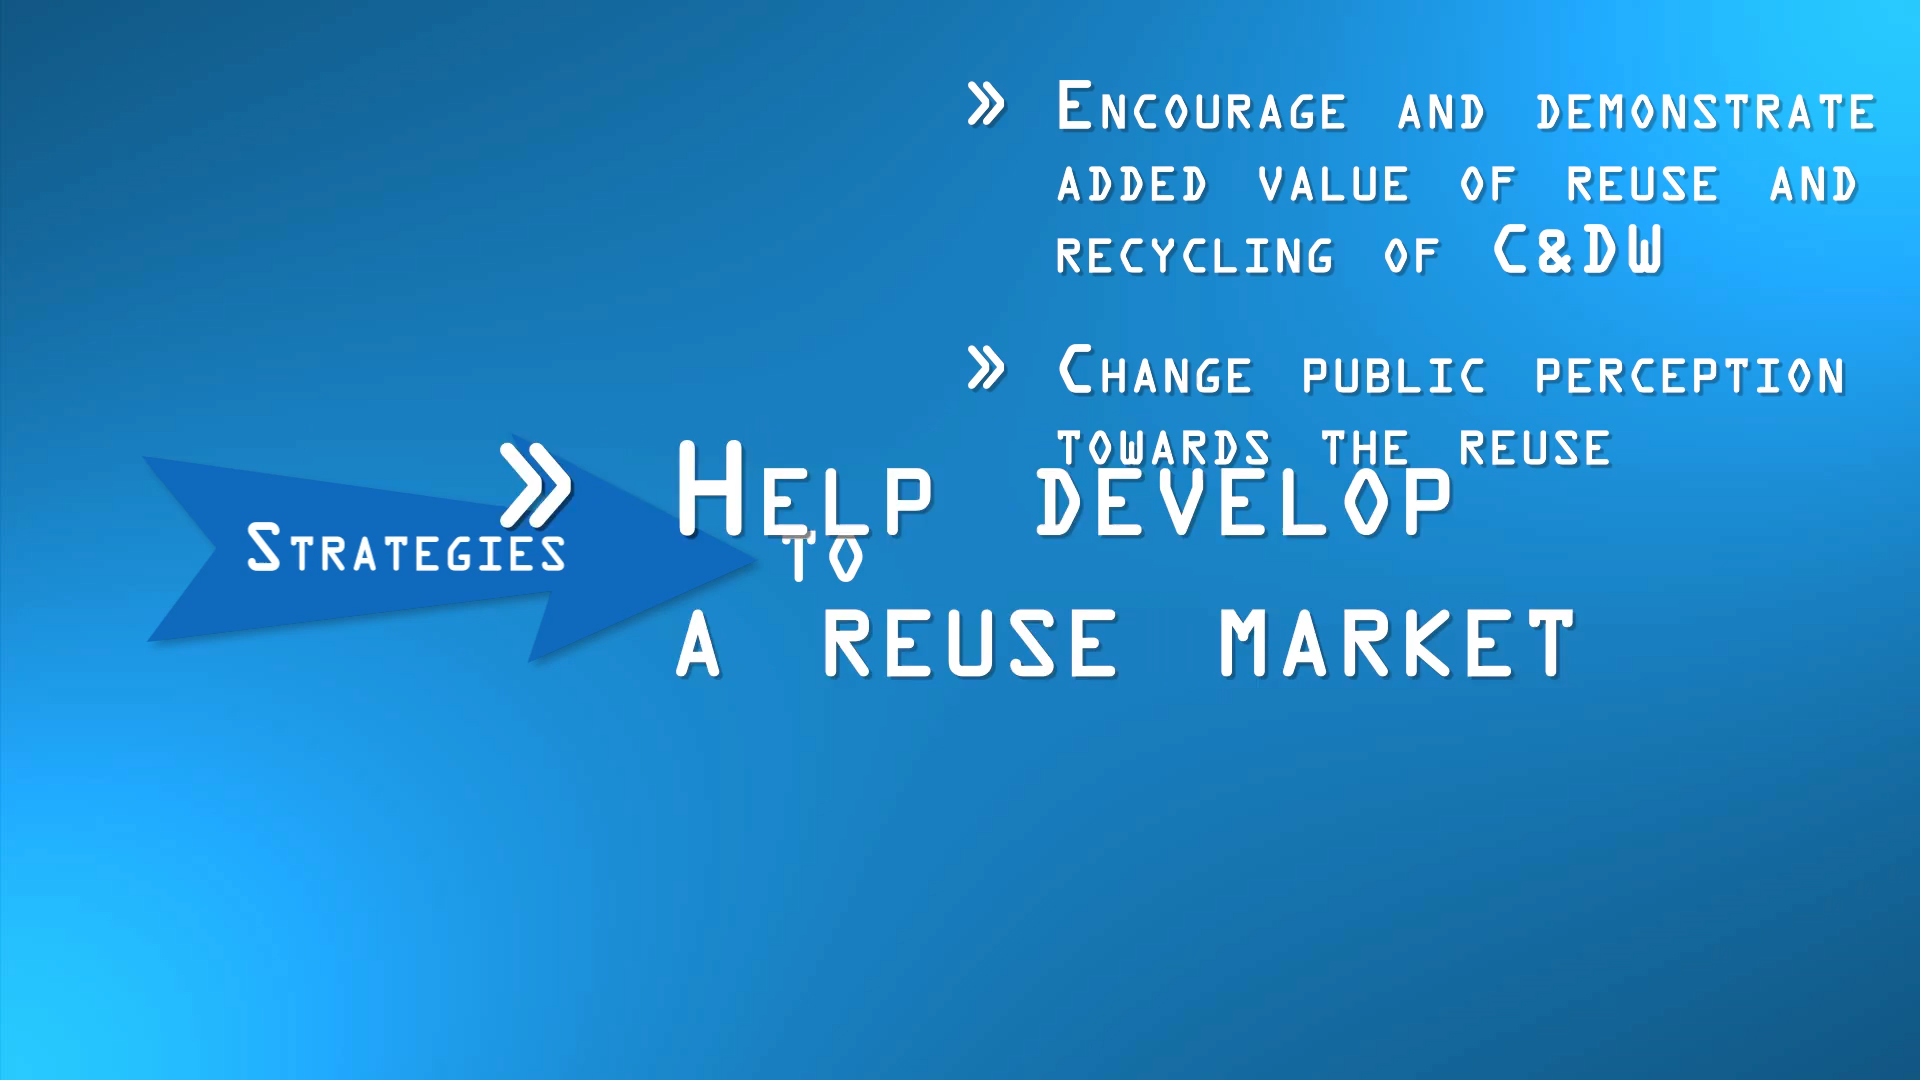 » Encourage and demonstrate
added value of reuse and
recycling of C&DW
» Change public perception
towards the reuse
Strategies
to
» Help develop
a reuse market